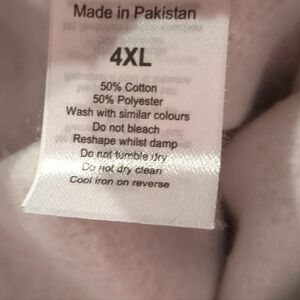 Made in Pakistan
4XL
50% Cotton
50% Polyester
Wash with similar colours
Do not bleach
Reshape whilst damp
Do not tumble dry
Do not dry clean
Cool iron on reverse